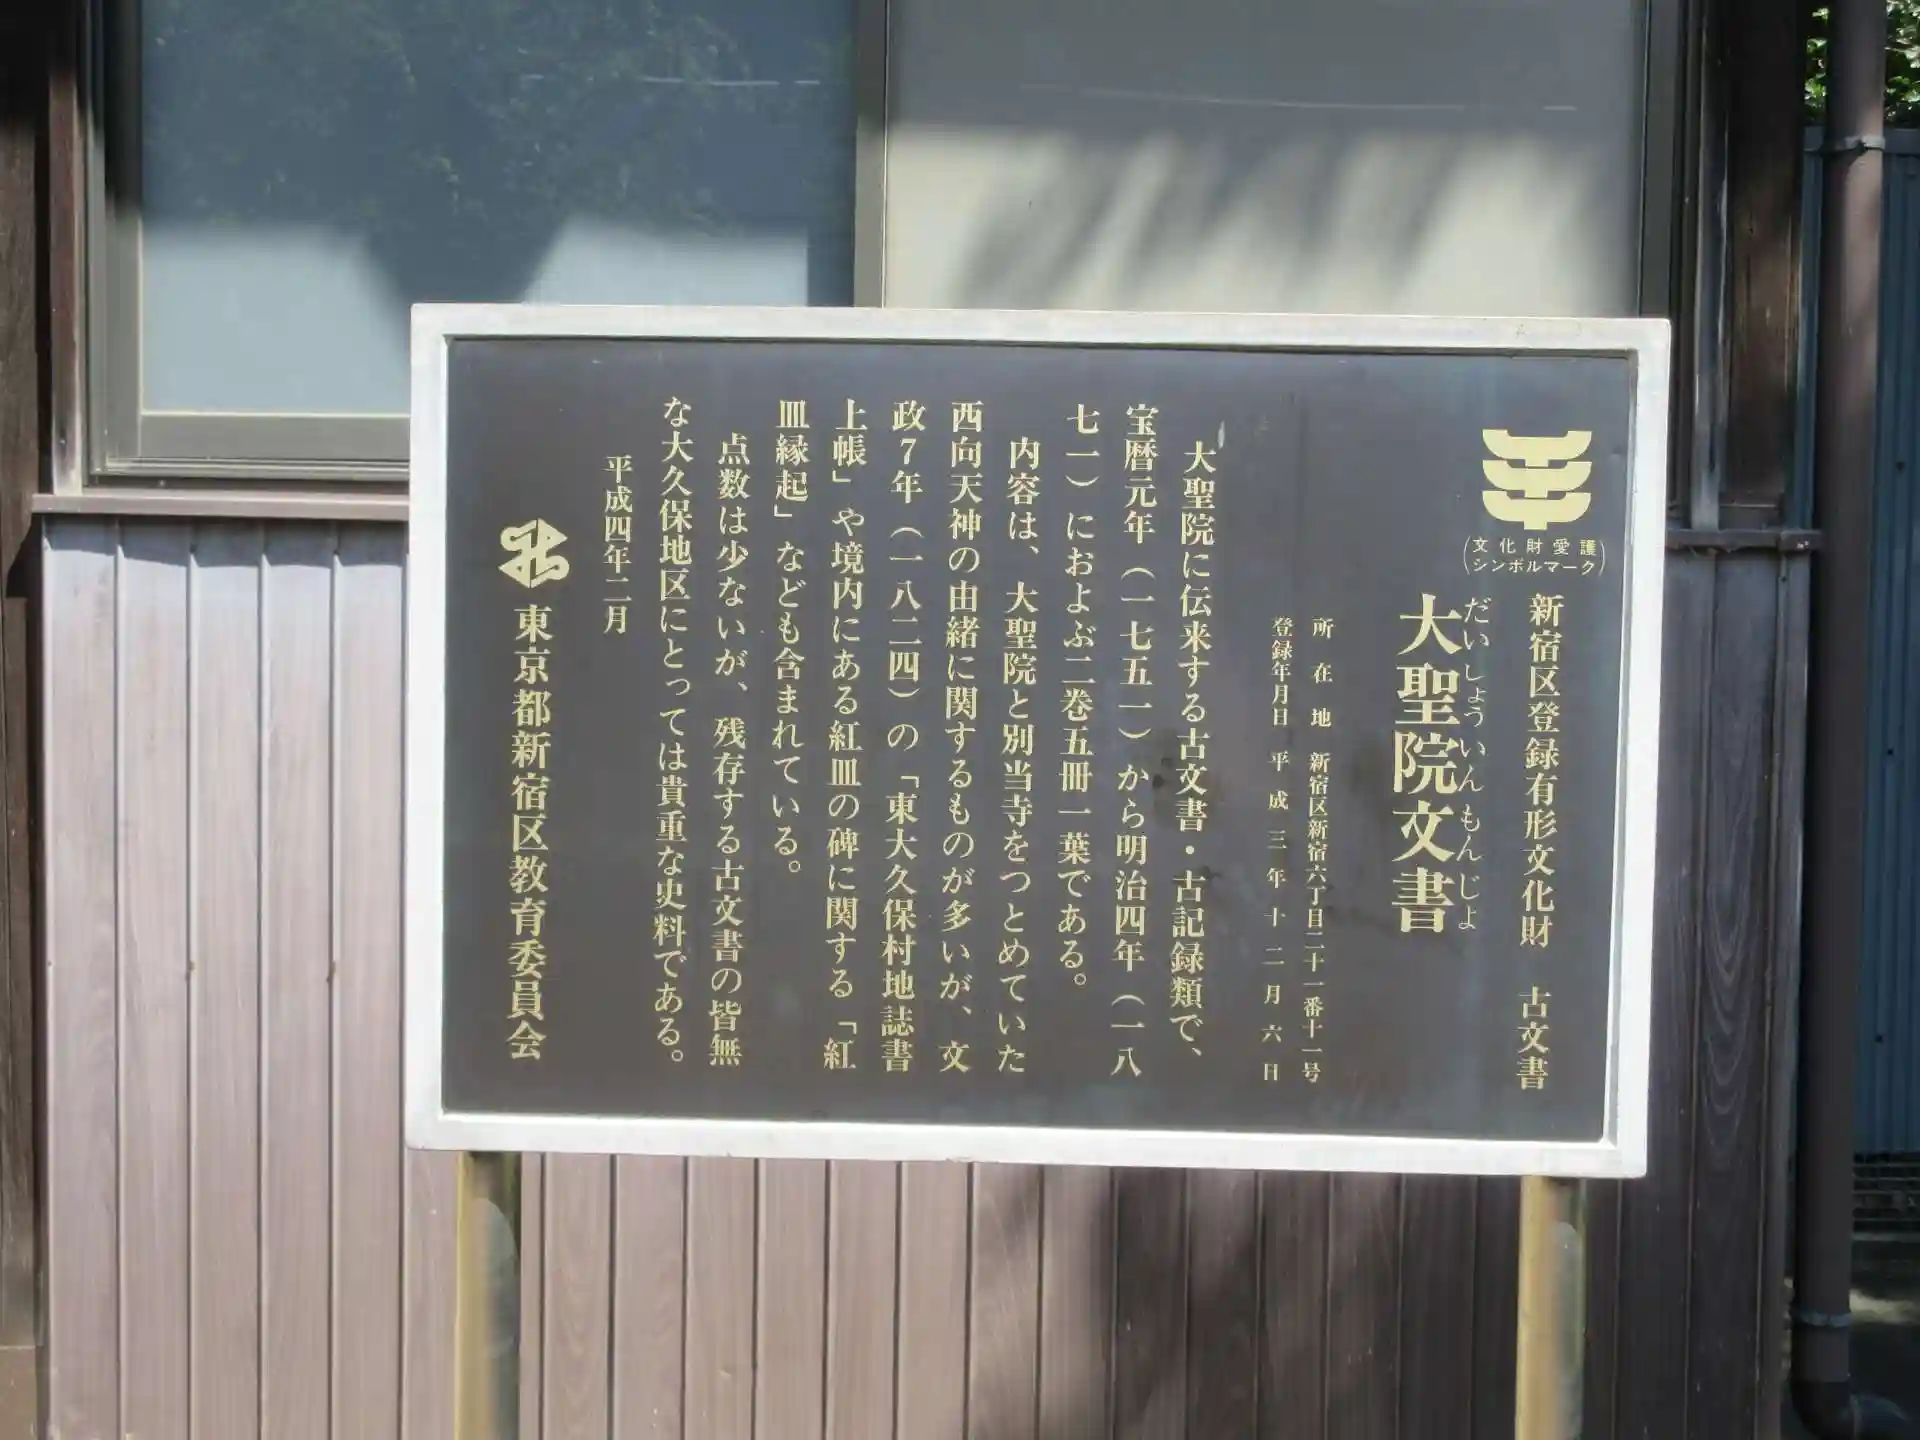 (文化財愛護
シンボルマーク)
新宿区登録有形文化財　古文書
だいしょういんもんじょ
大聖院文書
所在地　新宿区新宿六丁目二十一番十一号
登録年月日　平成三年十二月六日
大聖院に伝来する古文書・古記録類で、
宝暦元年（一七五一）から明治四年（一八
七一）におよぶ二巻五冊一葉である。
内容は、大聖院と別当寺をつとめていた
西向天神の由緒に関するものが多いが、文
政7年（一八二四）の「東大久保村地誌書
上帳」や境内にある紅皿の碑に関する「紅
皿縁起」なども含まれている。
点数は少ないが、残存する古文書の皆無
な大久保地区にとっては貴重な史料である。
平成四年二月
東京都新宿区教育委員会